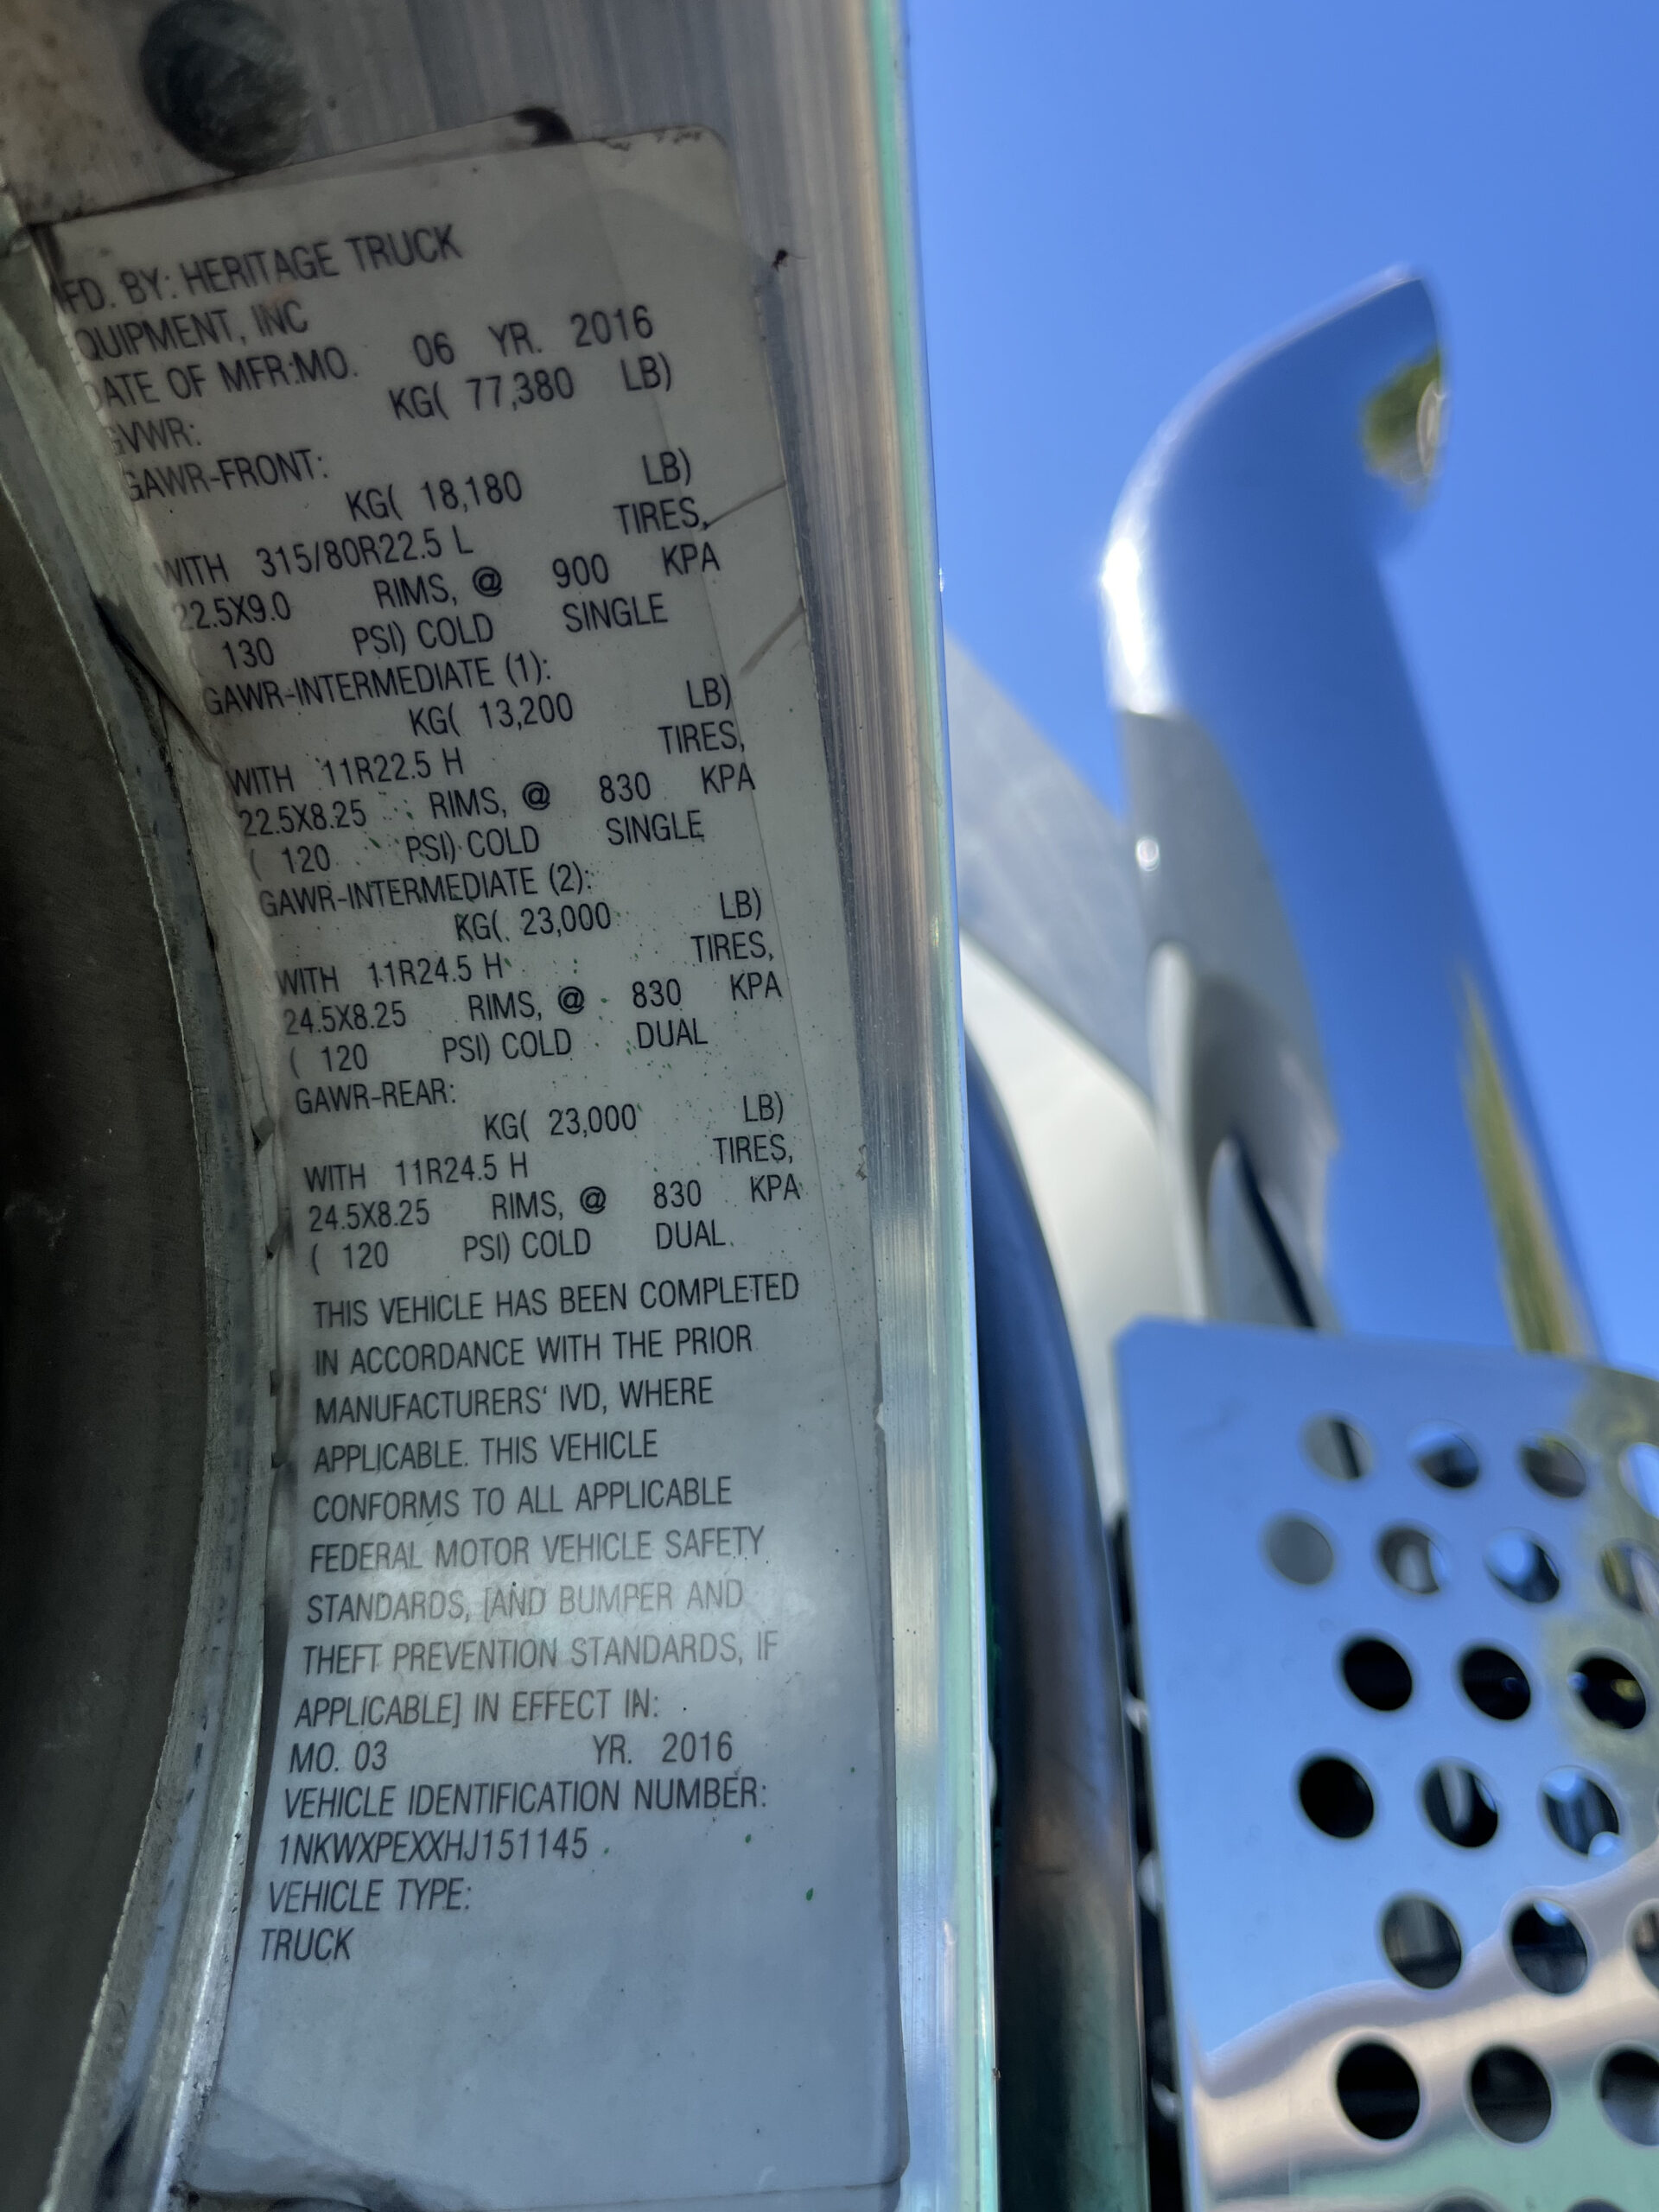 MFD. BY: HERITAGE TRUCK
EQUIPMENT, INC
DATE OF MFR:MO. 06 YR. 2016
GVWR: KG( 77,380 LB)
GAWR-FRONT:
KG( 18,180 LB)
WITH 315/80R22.5 L TIRES,
22.5X9.0 RIMS, @ 900 KPA
130 PSI) COLD SINGLE
GAWR-INTERMEDIATE (1):
KG( 13,200 LB)
WITH 11R22.5 H TIRES,
22.5X8.25 RIMS, @ 830 KPA
( 120 PSI) COLD SINGLE
GAWR-INTERMEDIATE (2):
KG( 23,000 LB)
WITH 11R24.5 H TIRES,
24.5X8.25 RIMS, @ 830 KPA
( 120 PSI) COLD DUAL
GAWR-REAR:
KG( 23,000 LB)
WITH 11R24.5 H TIRES,
24.5X8.25 RIMS, @ 830 KPA
( 120 PSI) COLD DUAL
THIS VEHICLE HAS BEEN COMPLETED
IN ACCORDANCE WITH THE PRIOR
MANUFACTURERS' IVD, WHERE
APPLICABLE. THIS VEHICLE
CONFORMS TO ALL APPLICABLE
FEDERAL MOTOR VEHICLE SAFETY
STANDARDS, [AND BUMPER AND
THEFT PREVENTION STANDARDS, IF
APPLICABLE] IN EFFECT IN:
MO. 03 YR. 2016
VEHICLE IDENTIFICATION NUMBER:
1NKWXPEXXHJ151145
VEHICLE TYPE:
TRUCK